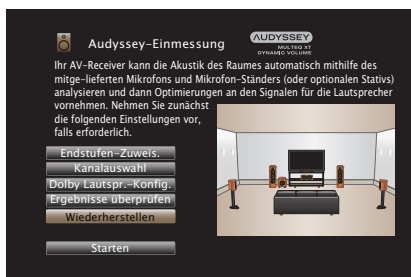 Audyssey-Einmessung
AUDYSSEY
MULTEQ XT
DYNAMIC VOLUME
Ihr AV-Receiver kann die Akustik des Raumes automatisch mithilfe des
mitge-lieferten Mikrofons und Mikrofon-Ständers (oder optionalen Stativs)
analysieren und dann Optimierungen an den Signalen für die Lautsprecher
vornehmen. Nehmen Sie zunächst
die folgenden Einstellungen vor,
falls erforderlich.
Endstufen-Zuweis.
Kanalauswahl
Dolby Lautspr.-Konfig.
Ergebnisse überprüfen
Wiederherstellen
Starten